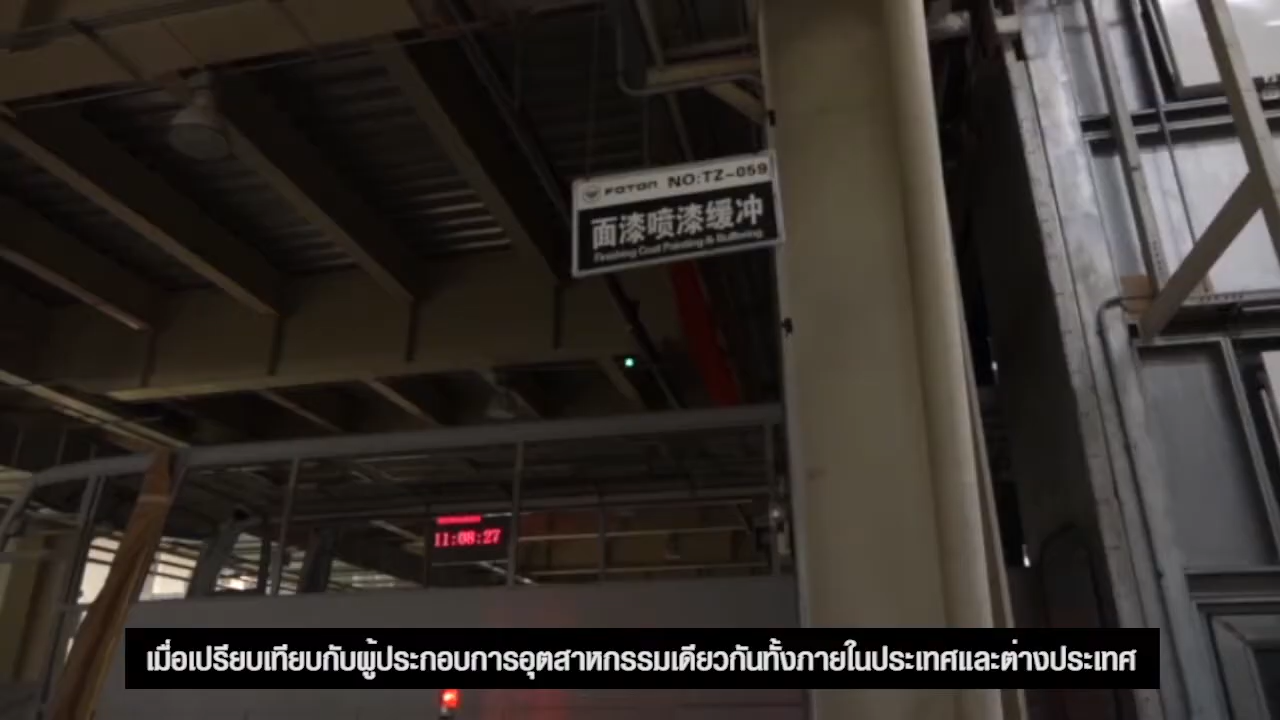 FOTON NO:TZ-059
面漆喷漆缓冲
Finishing Coat Painting & Buffering
11:08:27
เมื่อเปรียบเทียบกับผู้ประกอบการอุตสาหกรรมเดียวกันทั้งภายในประเทศและต่างประเทศ